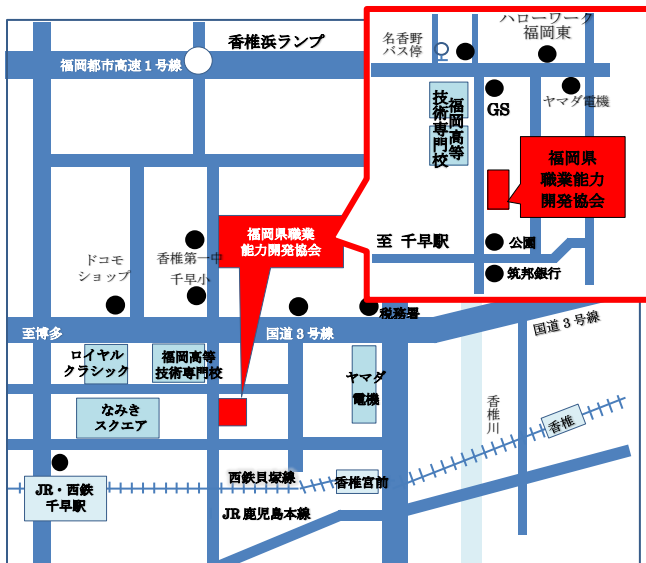 香椎浜ランプ
福岡都市高速1号線
名香野
バス停
ハローワーク
福岡東
ヤマダ電機
GS
福岡高等
技術専門校
福岡県
職業能力
開発協会
至 千早駅
公園
筑邦銀行
福岡県職業
能力開発協会
ドコモ
ショップ
香椎第一中
千早小
税務署
至博多
国道3号線
国道3号線
ロイヤル
クラシック
福岡高等
技術専門校
ヤマダ
電機
なみき
スクエア
香椎川
香椎
西鉄貝塚線
香椎宮前
JR・西鉄
千早駅
JR鹿児島本線